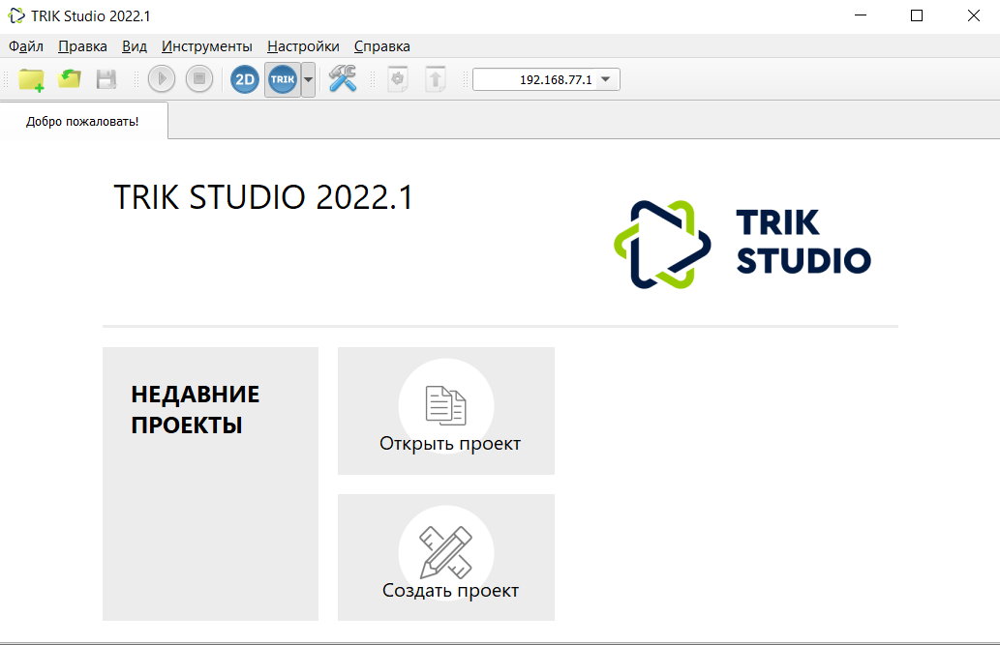 TRIK Studio 2022.1
Файл Правка Вид Инструменты Настройки Справка
2D TRIK 192.168.77.1
Добро пожаловать!
TRIK STUDIO 2022.1
TRIK
STUDIO
НЕДАВНИЕ
ПРОЕКТЫ
Открыть проект
Создать проект